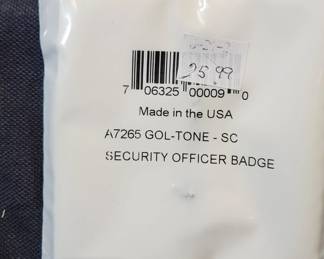 25.99
7 06325 00009 0
Made in the USA
A7265 GOL-TONE - SC
SECURITY OFFICER BADGE